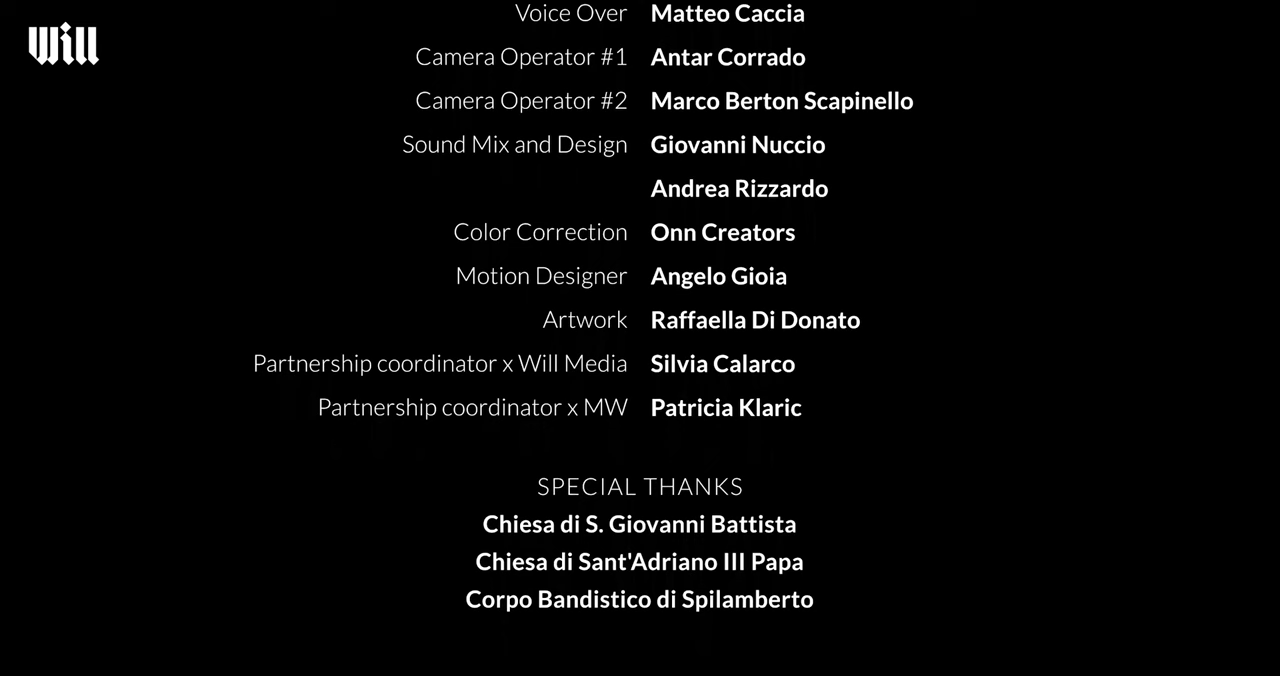 Will
Voice Over Matteo Caccia
Camera Operator #1 Antar Corrado
Camera Operator #2 Marco Berton Scapinello
Sound Mix and Design Giovanni Nuccio
Andrea Rizzardo
Color Correction Onn Creators
Motion Designer Angelo Gioia
Artwork Raffaella Di Donato
Partnership coordinator x Will Media Silvia Calarco
Partnership coordinator x MW Patricia Klaric
SPECIAL THANKS
Chiesa di S. Giovanni Battista
Chiesa di Sant'Adriano III Papa
Corpo Bandistico di Spilamberto